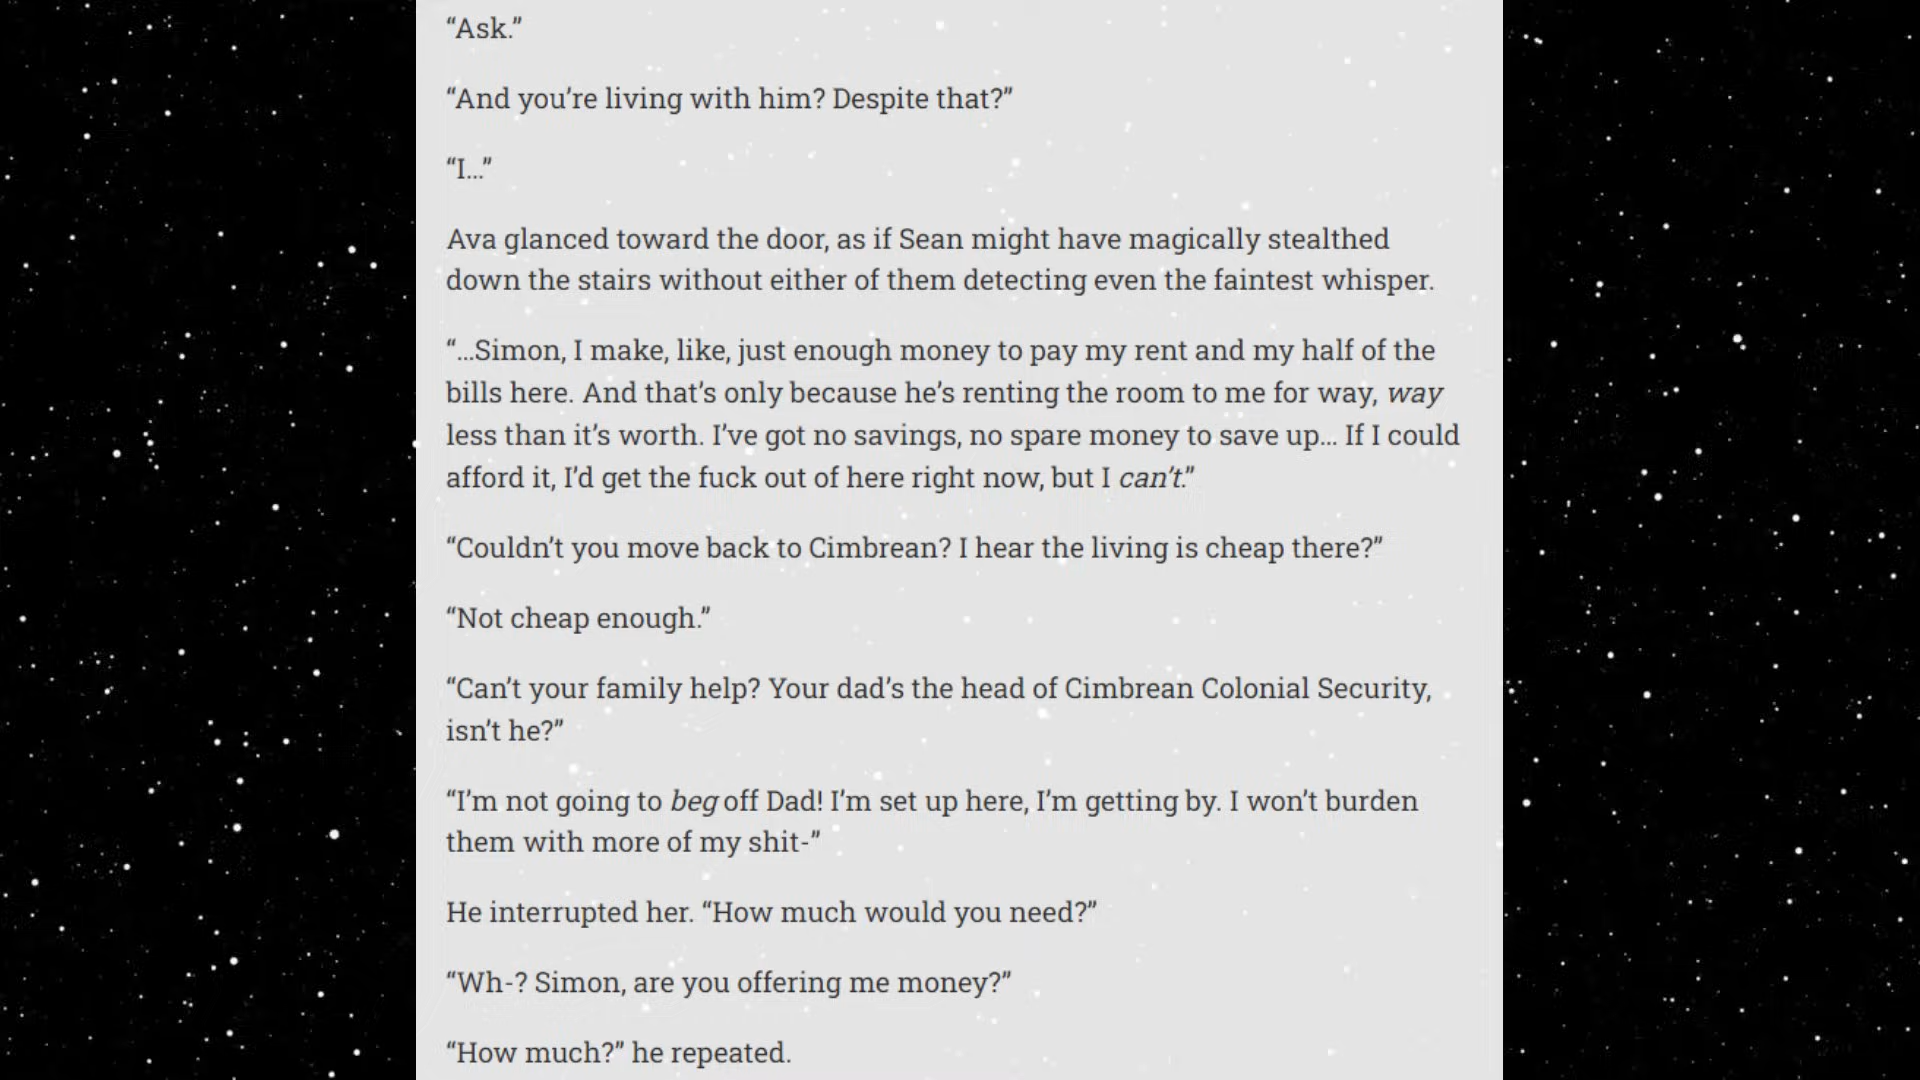 “Ask.”
“And you’re living with him? Despite that?”
“I…”
Ava glanced toward the door, as if Sean might have magically stealthed
down the stairs without either of them detecting even the faintest whisper.
“…Simon, I make, like, just enough money to pay my rent and my half of the
bills here. And that’s only because he’s renting the room to me for way, way
less than it’s worth. I’ve got no savings, no spare money to save up… If I could
afford it, I’d get the fuck out of here right now, but I can’t.”
“Couldn’t you move back to Cimbrean? I hear the living is cheap there?”
“Not cheap enough.”
“Can’t your family help? Your dad’s the head of Cimbrean Colonial Security,
isn’t he?”
“I’m not going to beg off Dad! I’m set up here, I’m getting by. I won’t burden
them with more of my shit-”
He interrupted her. “How much would you need?”
“Wh-? Simon, are you offering me money?”
“How much?” he repeated.